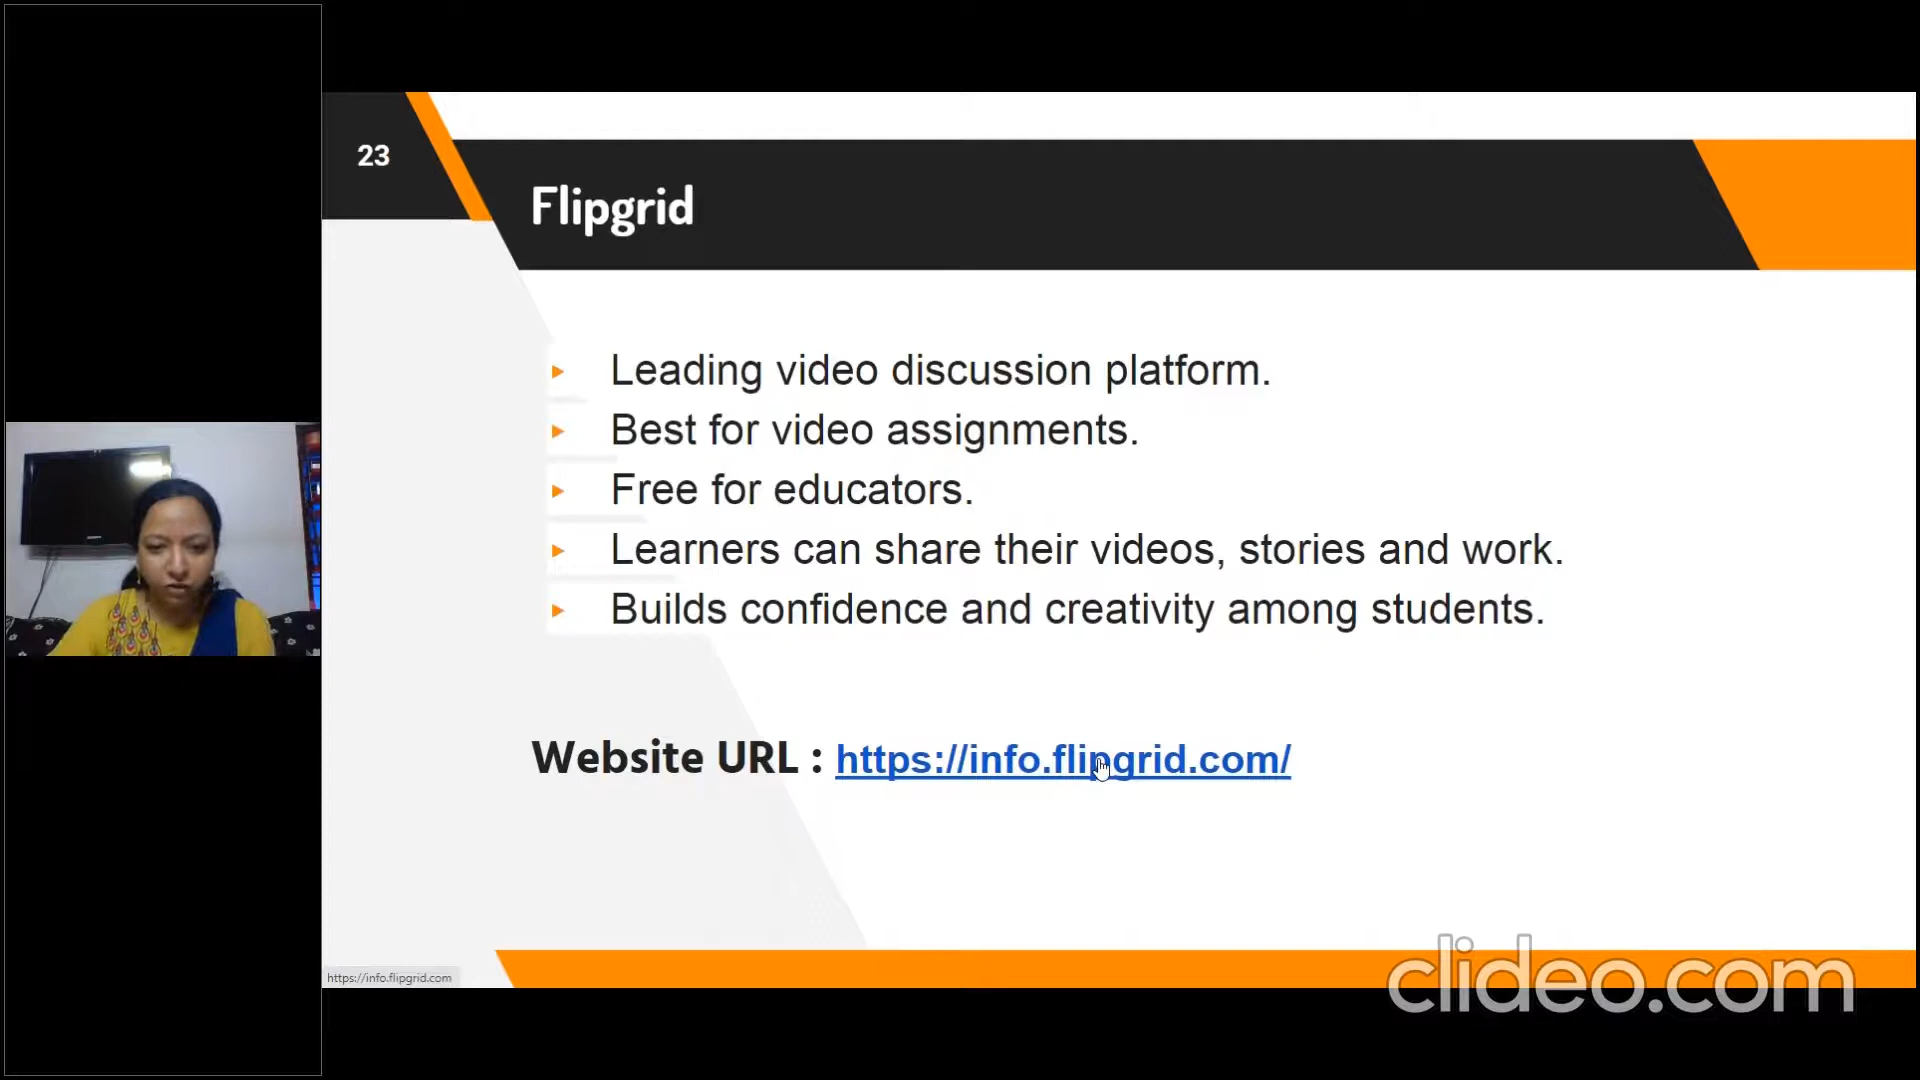 23
Flipgrid
Leading video discussion platform.
Best for video assignments.
Free for educators.
Learners can share their videos, stories and work.
Builds confidence and creativity among students.
Website URL : https://info.flipgrid.com/
https://info.flipgrid.com
clideo.com